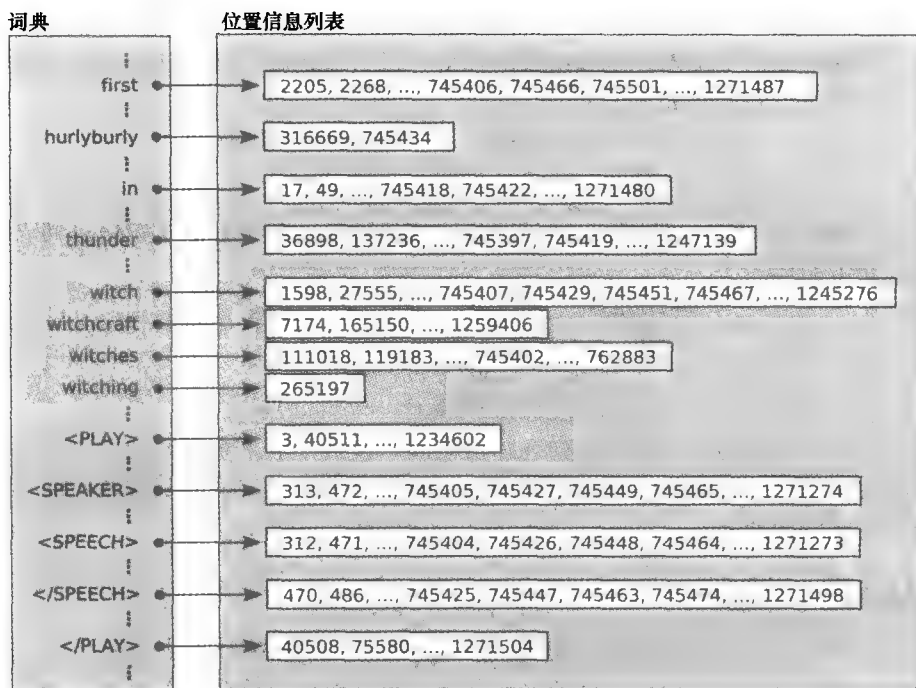 词典 位置信息列表
first 2205, 2268, ..., 745406, 745466, 745501, ..., 1271487
hurlyburly 316669, 745434
in 17, 49, ..., 745418, 745422, ..., 1271480
thunder 36898, 137236, ..., 745397, 745419, ..., 1247139
witch 1598, 27555, ..., 745407, 745429, 745451, 745467, ..., 1245276
witchcraft 7174, 165150, ..., 1259406
witches 111018, 119183, ..., 745402, ..., 762883
witching 265197
<PLAY> 3, 40511, ..., 1234602
<SPEAKER> 313, 472, ..., 745405, 745427, 745449, 745465, ..., 1271274
<SPEECH> 312, 471, ..., 745404, 745426, 745448, 745464, ..., 1271273
</SPEECH> 470, 486, ..., 745425, 745447, 745463, 745474, ..., 1271498
</PLAY> 40508, 75580, ..., 1271504